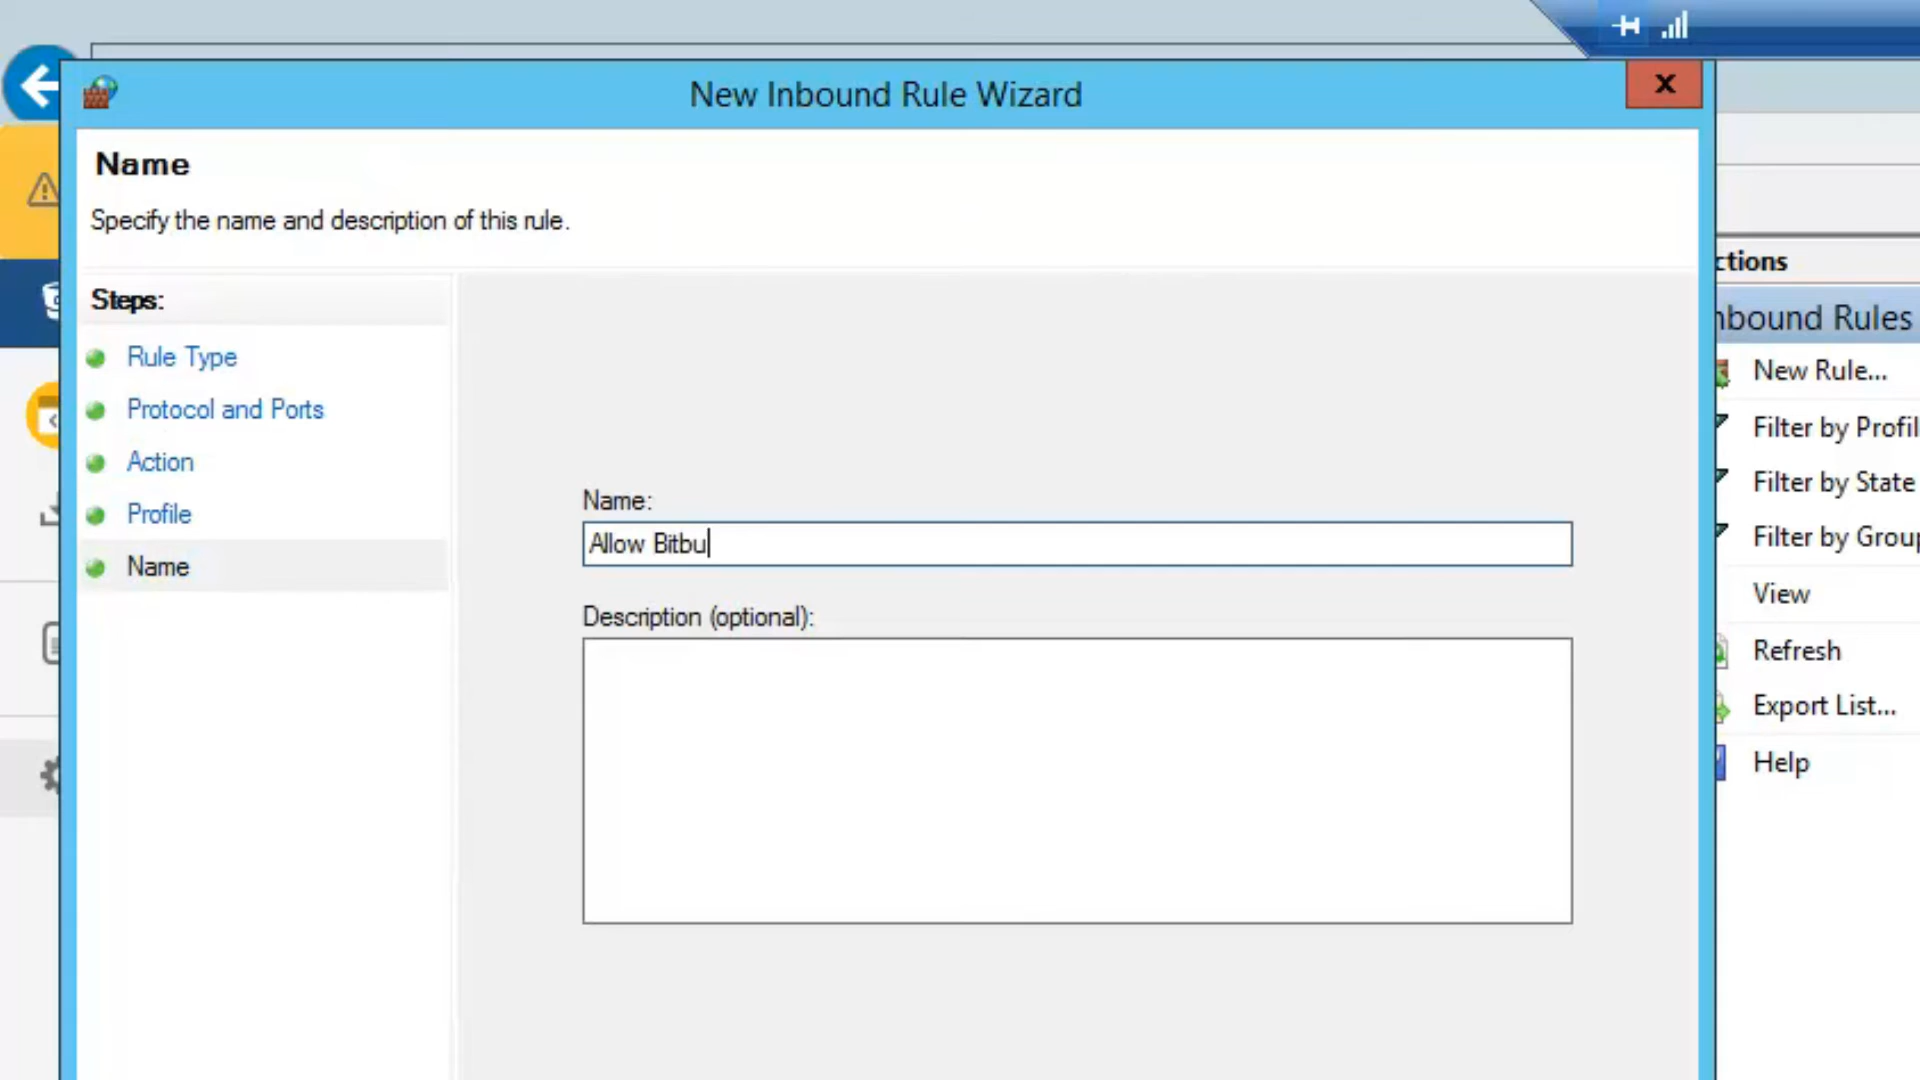 New Inbound Rule Wizard
X
Name
Specify the name and description of this rule.
Steps:
Rule Type
Protocol and Ports
Action
Profile
Name
Name:
Allow Bitbu
Description (optional):
ctions
nbound Rules
New Rule...
Filter by Profil
Filter by State
Filter by Group
View
Refresh
Export List...
Help